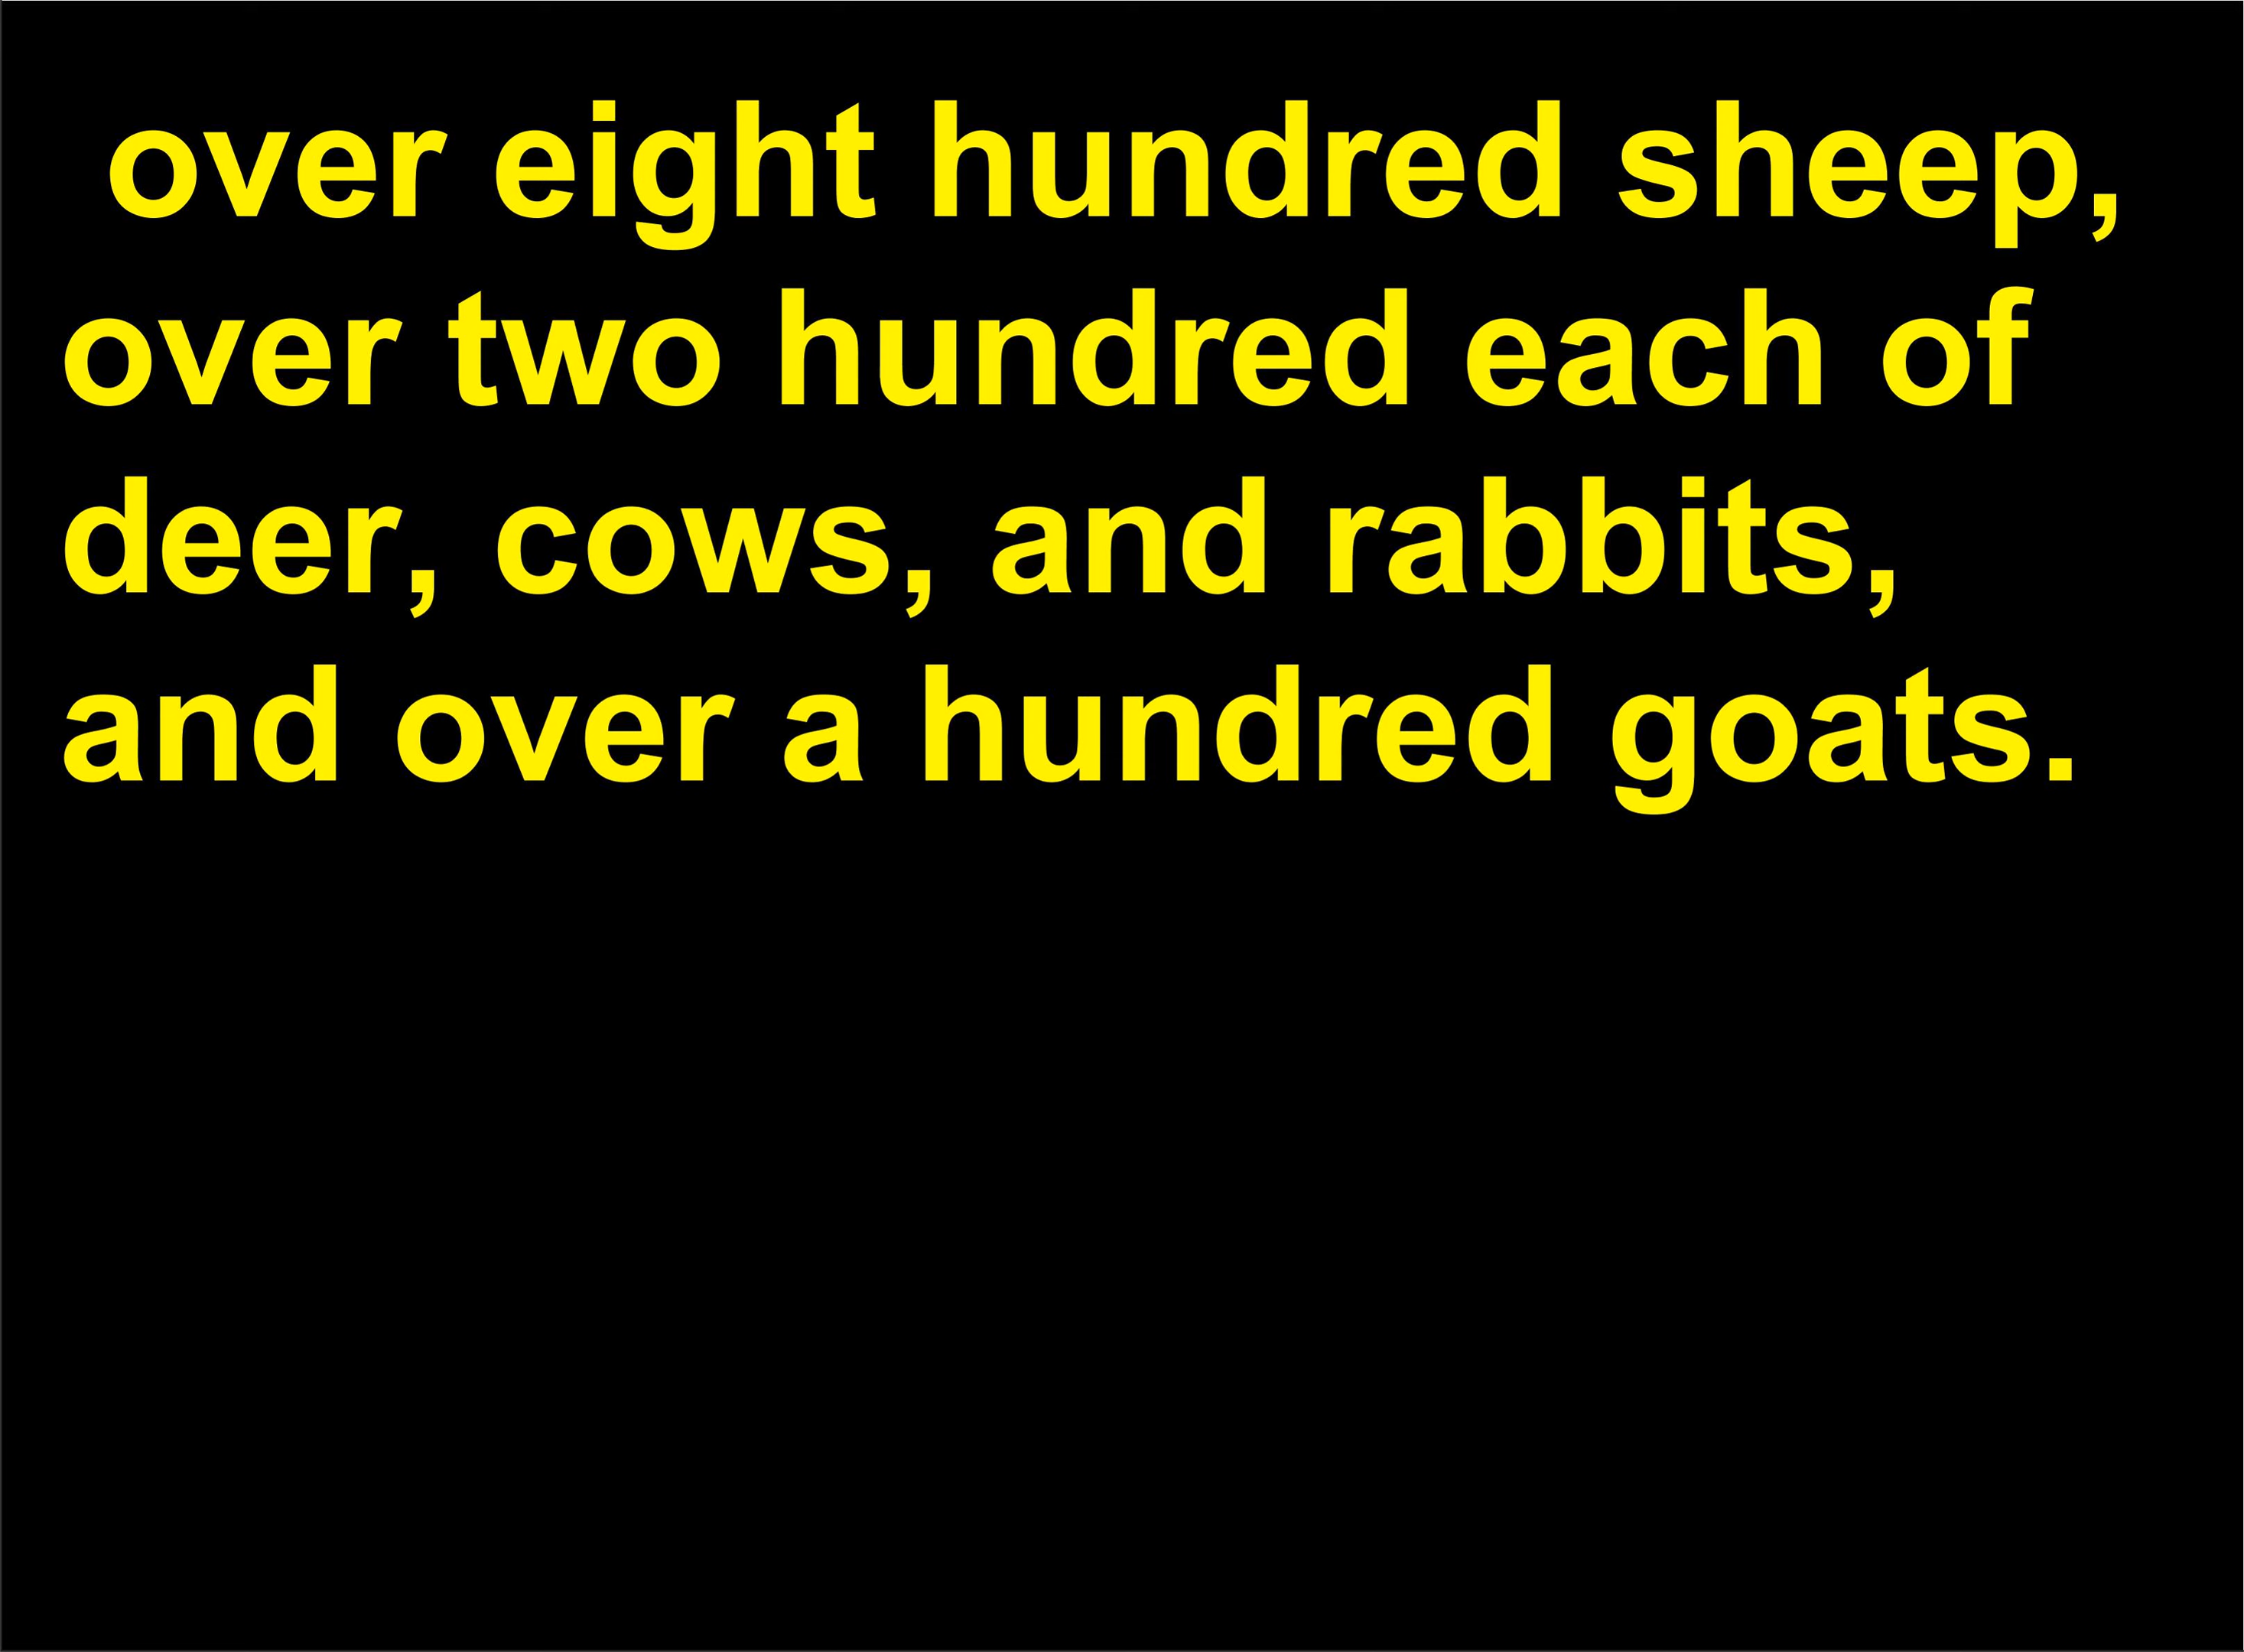 over eight hundred sheep,
over two hundred each of
deer, cows, and rabbits,
and over a hundred goats.